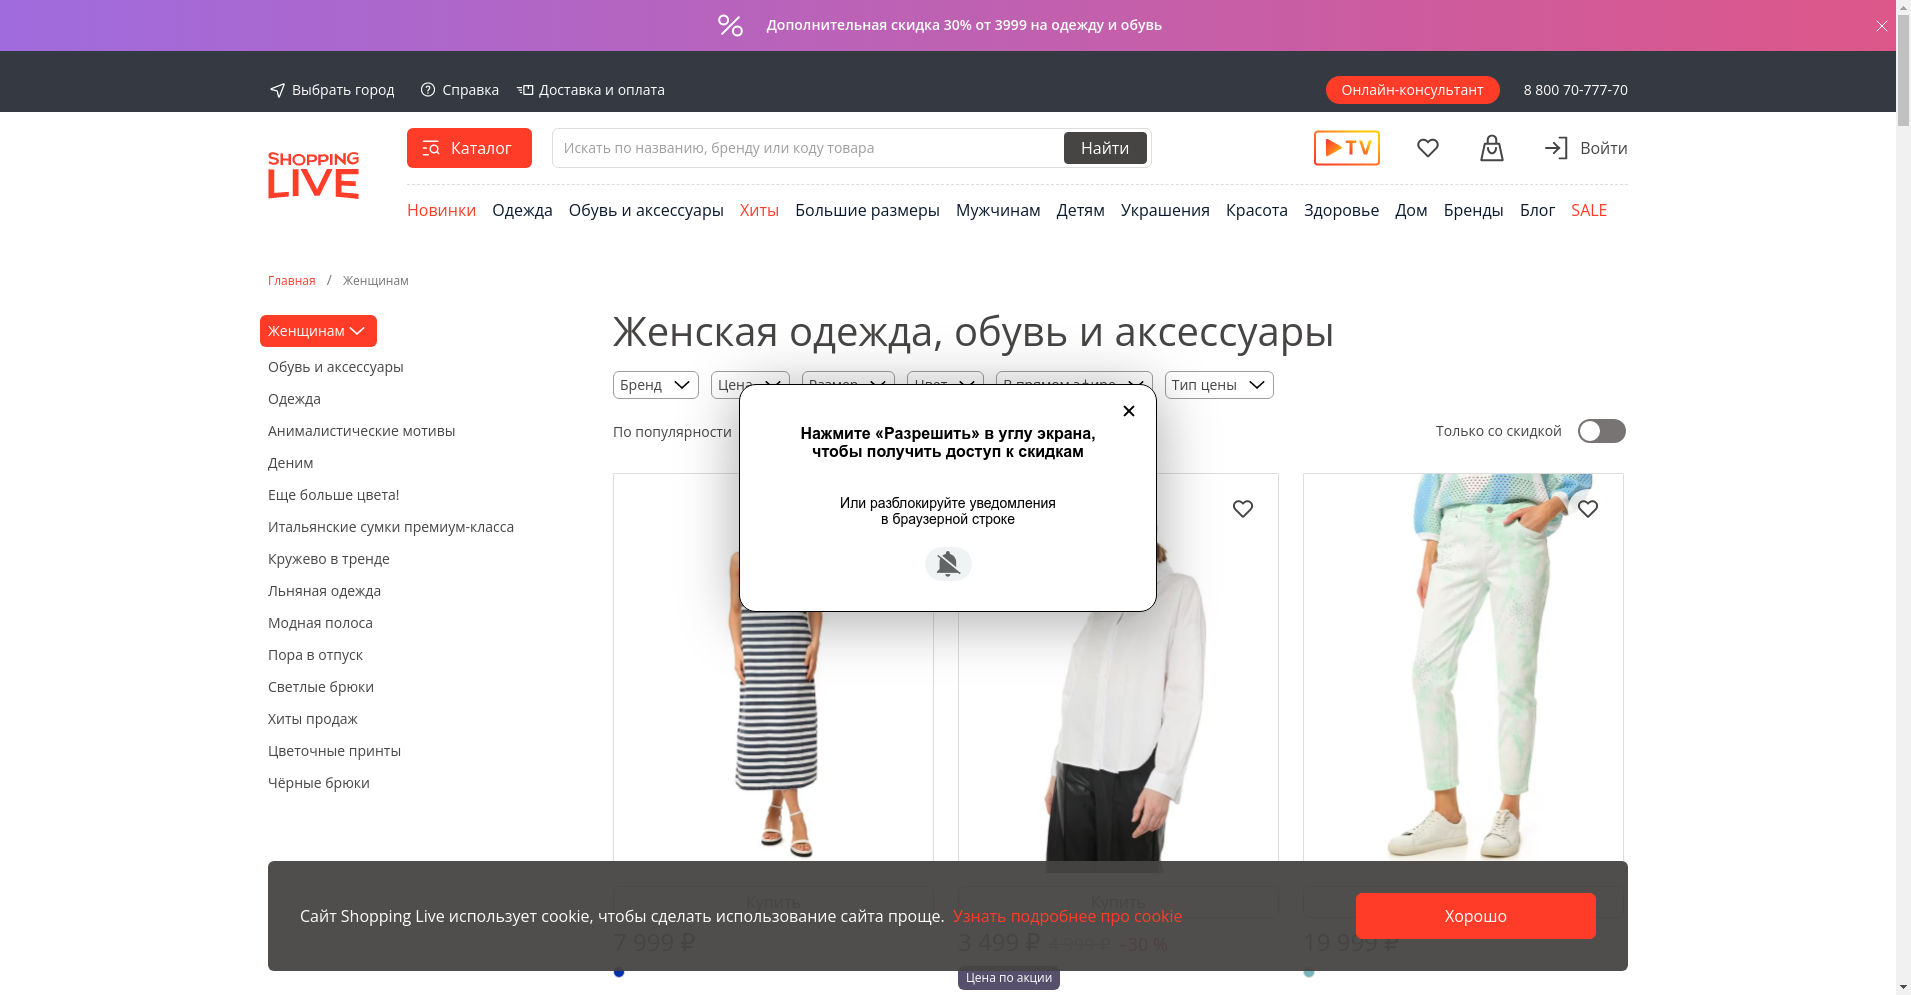 Дополнительная скидка 30% от 3999 на одежду и обувь
Выбрать город
Справка
Доставка и оплата
Онлайн-консультант
8 800 70-777-70
SHOPPING
LIVE
Каталог
Искать по названию, бренду или коду товара
Найти
TV
Войти
Новинки
Одежда
Обувь и аксессуары
Хиты
Большие размеры
Мужчинам
Детям
Украшения
Красота
Здоровье
Дом
Бренды
Блог
SALE
Главная / Женщинам
Женщинам
Обувь и аксессуары
Одежда
Анималистические мотивы
Деним
Еще больше цвета!
Итальянские сумки премиум-класса
Кружево в тренде
Льняная одежда
Модная полоса
Пора в отпуск
Светлые брюки
Хиты продаж
Цветочные принты
Чёрные брюки
Женская одежда, обувь и аксессуары
Бренд
Цена
Размер
Цвет
В прямом эфире
Тип цены
По популярности
Только со скидкой
Нажмите «Разрешить» в углу экрана,
чтобы получить доступ к скидкам
Или разблокируйте уведомления
в браузерной строке
Купить
Купить
Сайт Shopping Live использует cookie, чтобы сделать использование сайта проще. Узнать подробнее про cookie
Хорошо
7 999 ₽
3 499 ₽ 4 999 ₽ –30 %
19 999 ₽
Цена по акции